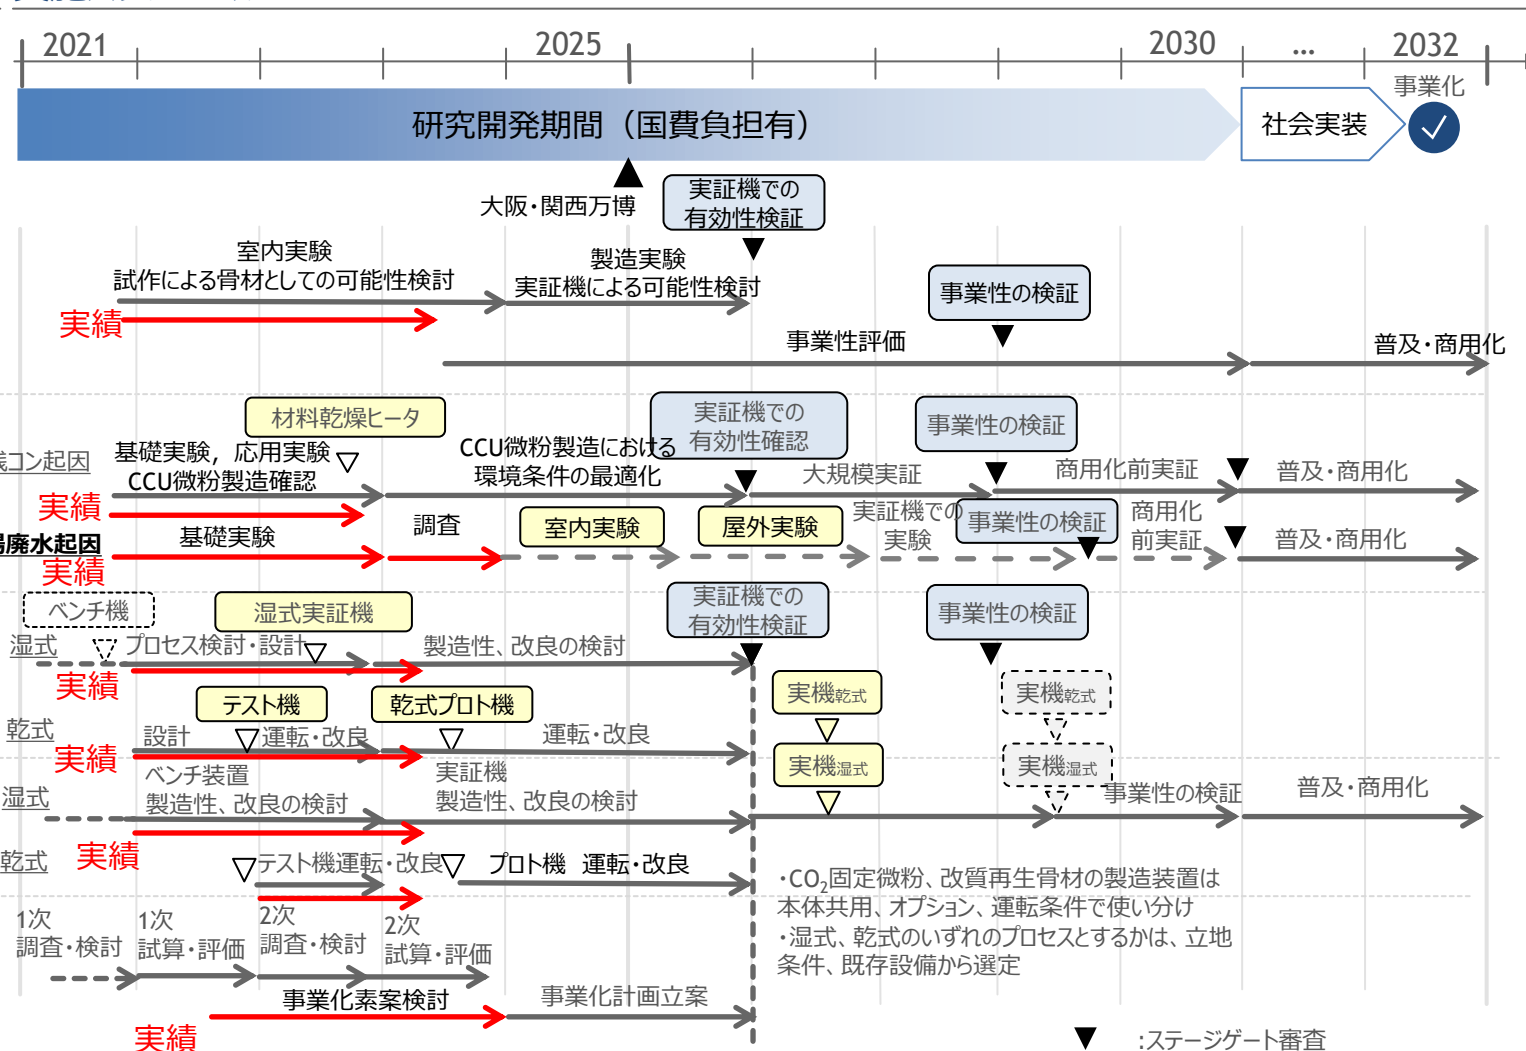 2021
2025
2030
…
2032
事業化
研究開発期間（国費負担有）
社会実装
大阪・関西万博
実証機での
有効性検証
室内実験
試作による骨材としての可能性検討
製造実験
実証機による可能性検討
事業性の検証
実績
事業性評価
普及・商用化
材料乾燥ヒータ
実証機での
有効性確認
事業性の検証
コン起因
基礎実験，応用実験
CCU微粉製造確認
CCU微粉製造における
環境条件の最適化
大規模実証
商用化前実証
普及・商用化
実績
廃水起因
基礎実験
調査
室内実験
屋外実験
実証機での
実験
事業性の検証
商用化
前実証
普及・商用化
実績
ベンチ機
湿式実証機
実証機での
有効性検証
事業性の検証
湿式
プロセス検討・設計
製造性、改良の検討
実績
テスト機
乾式プロト機
実機乾式
実機乾式
乾式
設計
運転・改良
運転・改良
実績
実機湿式
実機湿式
湿式
ベンチ装置
製造性、改良の検討
実証機
製造性、改良の検討
事業性の検証
普及・商用化
実績
乾式
テスト機運転・改良
プロト機　運転・改良
・CO₂固定微粉、改質再生骨材の製造装置は
本体共用、オプション、運転条件で使い分け
・湿式、乾式のいずれのプロセスとするかは、立地
条件、既存設備から選定
1次
調査・検討
1次
試算・評価
2次
調査・検討
2次
試算・評価
事業化素案検討
事業化計画立案
実績
:ステージゲート審査